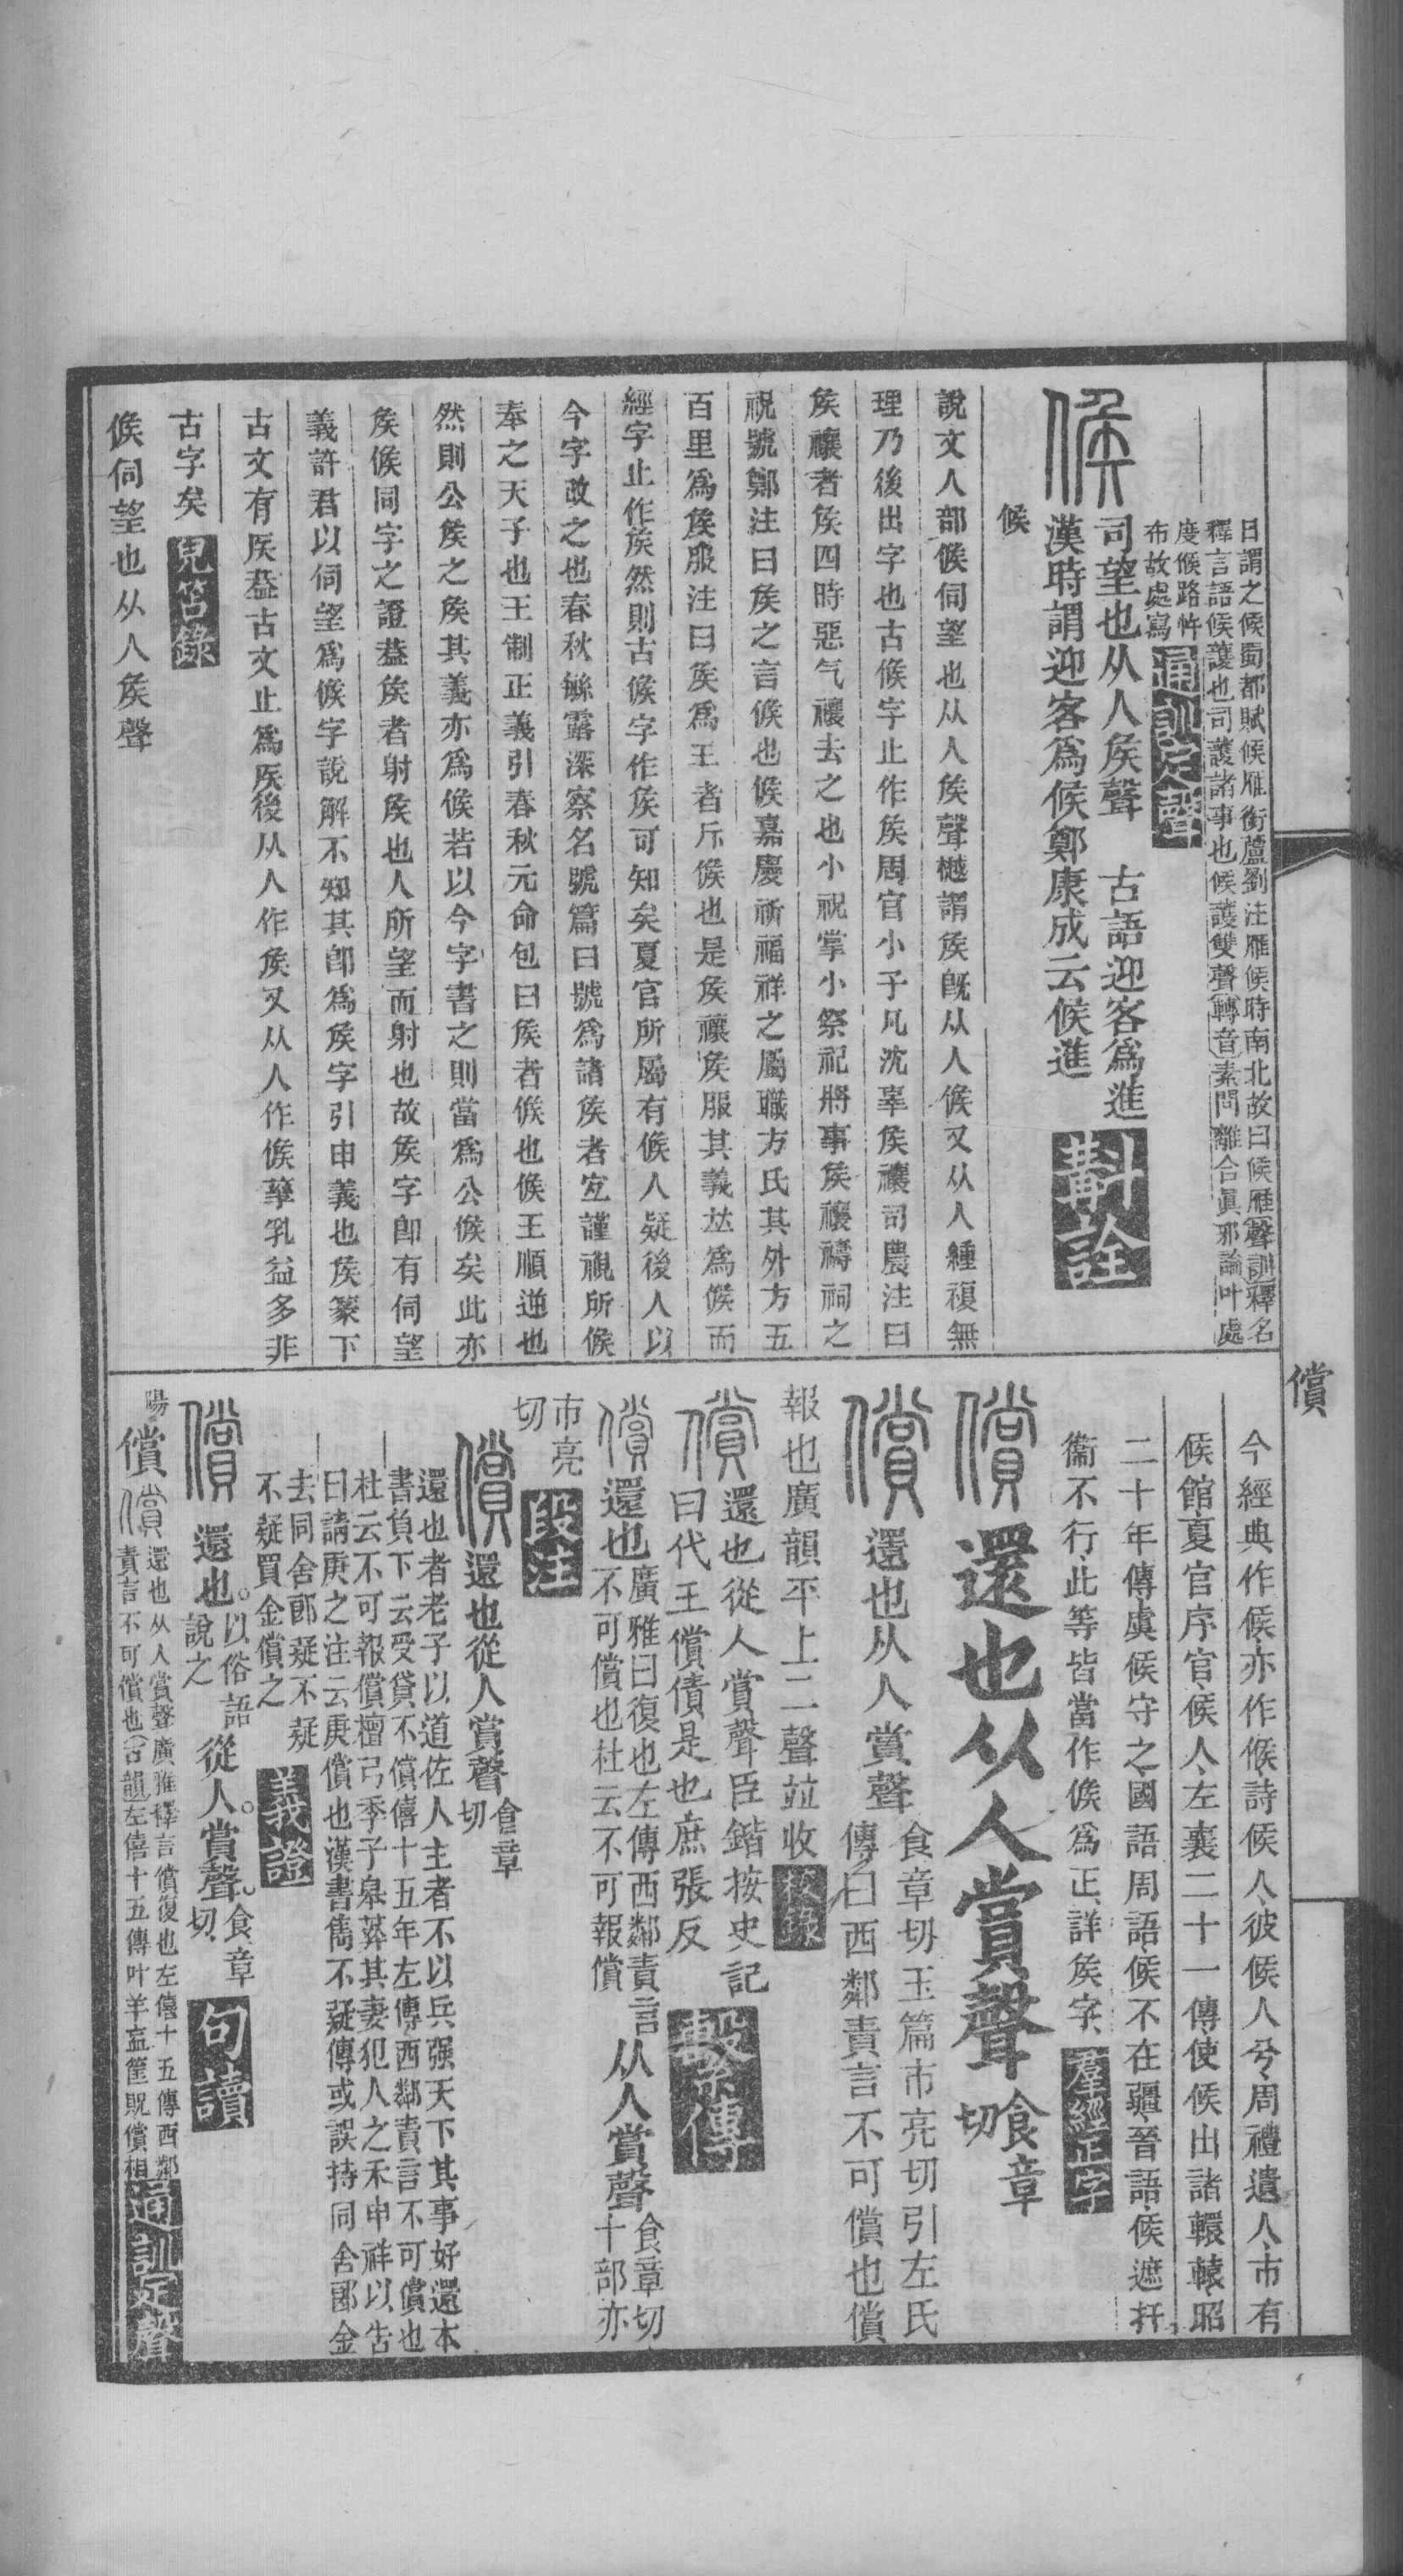 日謂之候蜀都賦候雁衝蘆劉注雁候時南北故曰候雁聲訓釋名
釋言語候護也司護諸事也候護雙聲轉音素問離合眞邪論叶處
度候路忤
布故處寫
通訓定聲
司望也从人矦聲　古語迎客爲進
漢時謂迎客爲候鄭康成云候進
斠詮
候
說文人部候伺望也从人矦聲樾謂矦旣从人候又从人緟複無
理乃後出字也古候字止作矦周官小子凡沈辜矦禳司農注曰
矦禳者矦四時惡气禳去之也小祝掌小祭祀將事矦禳禱祠之
祝號鄭注曰矦之言候也候嘉慶祈福祥之屬職方氏其外方五
百里爲矦服注曰矦爲王者斥候也是矦禳矦服其義竝爲候而
經字止作矦然則古候字作矦可知矣夏官所屬有候人疑後人以
今字改之也春秋緐露深察名號篇曰號爲諸矦者宐謹視所候
奉之天子也王制正義引春秋元命包曰矦者候也候王順逆也
然則公矦之矦其義亦爲候若以今字書之則當爲公候矣此亦
矦候同字之證葢矦者射矦也人所望而射也故矦字卽有伺望
義許君以伺望爲候字說解不知其卽爲矦字引申義也矦篆下
古文有𥎦葢古文止爲𥎦後从人作矦又从人作候孳乳益多非
古字矣
兒笘錄
候伺望也从人矦聲
償
今經典作候亦作候詩候人彼候人兮周禮遺人市有
候館夏官序官候人左襄二十一傳使候出諸轘轅昭
二十年傳虞候守之國語周語候不在疆晉語候遮扞
衞不行此等皆當作候爲正詳矦字
羣經正字
償 還也从人賞聲 食章切
償 還也从人賞聲 食章切玉篇市亮切引左氏
傳曰西鄰責言不可償也償
報也廣韻平上二聲竝收
校錄
償 還也從人賞聲臣鍇按史記
曰代王償債是也庶張反
繫傳
償 還也 廣雅曰復也左傳西鄰責言
不可償也杜云不可報償
从人賞聲 食章切
十部亦
市亮
切
段注
償 還也從人賞聲 食章
切
還也者老子以道佐人主者不以兵强天下其事好還本
書負下云受貸不償僖十五年左傳西鄰責言不可償也
杜云不可報償檀弓季子皋葬其妻犯人之禾申祥以告
曰請庚之注云庚償也漢書雋不疑傳或誤持同舍郎金
去同舍郎疑不疑
不疑買金償之
義證
償 還也 以俗語
說之
從人賞聲 食章
切
句讀
償 償 還也从人賞聲廣雅釋言償復也左僖十五傳西鄰
責言不可償也古韻左僖十五傳叶羊衁筐貺償相
陽
通訓定聲